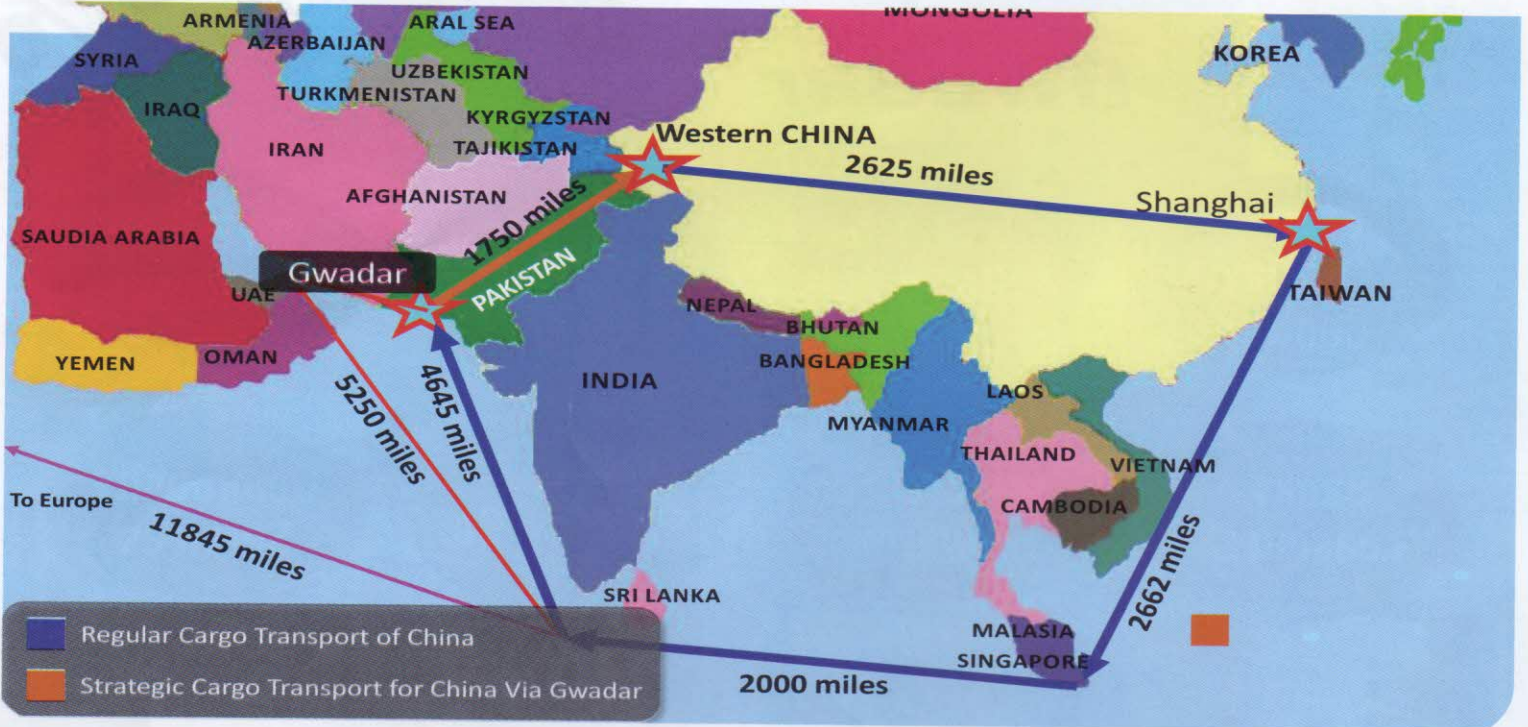 MONGOLIA
ARMENIA
ARAL SEA
AZERBAIJAN
KOREA
SYRIA
UZBEKISTAN
TURKMENISTAN
IRAQ
KYRGYZSTAN
Western CHINA
IRAN
TAJIKISTAN
2625 miles
AFGHANISTAN
Shanghai
1750 miles
SAUDIA ARABIA
Gwadar
PAKISTAN
UAE
TAIWAN
NEPAL
BHUTAN
YEMEN
OMAN
BANGLADESH
INDIA
LAOS
5250 miles
4645 miles
MYANMAR
THAILAND
VIETNAM
To Europe
CAMBODIA
11845 miles
2662 miles
SRI LANKA
Regular Cargo Transport of China
MALASIA
SINGAPORE
Strategic Cargo Transport for China Via Gwadar
2000 miles